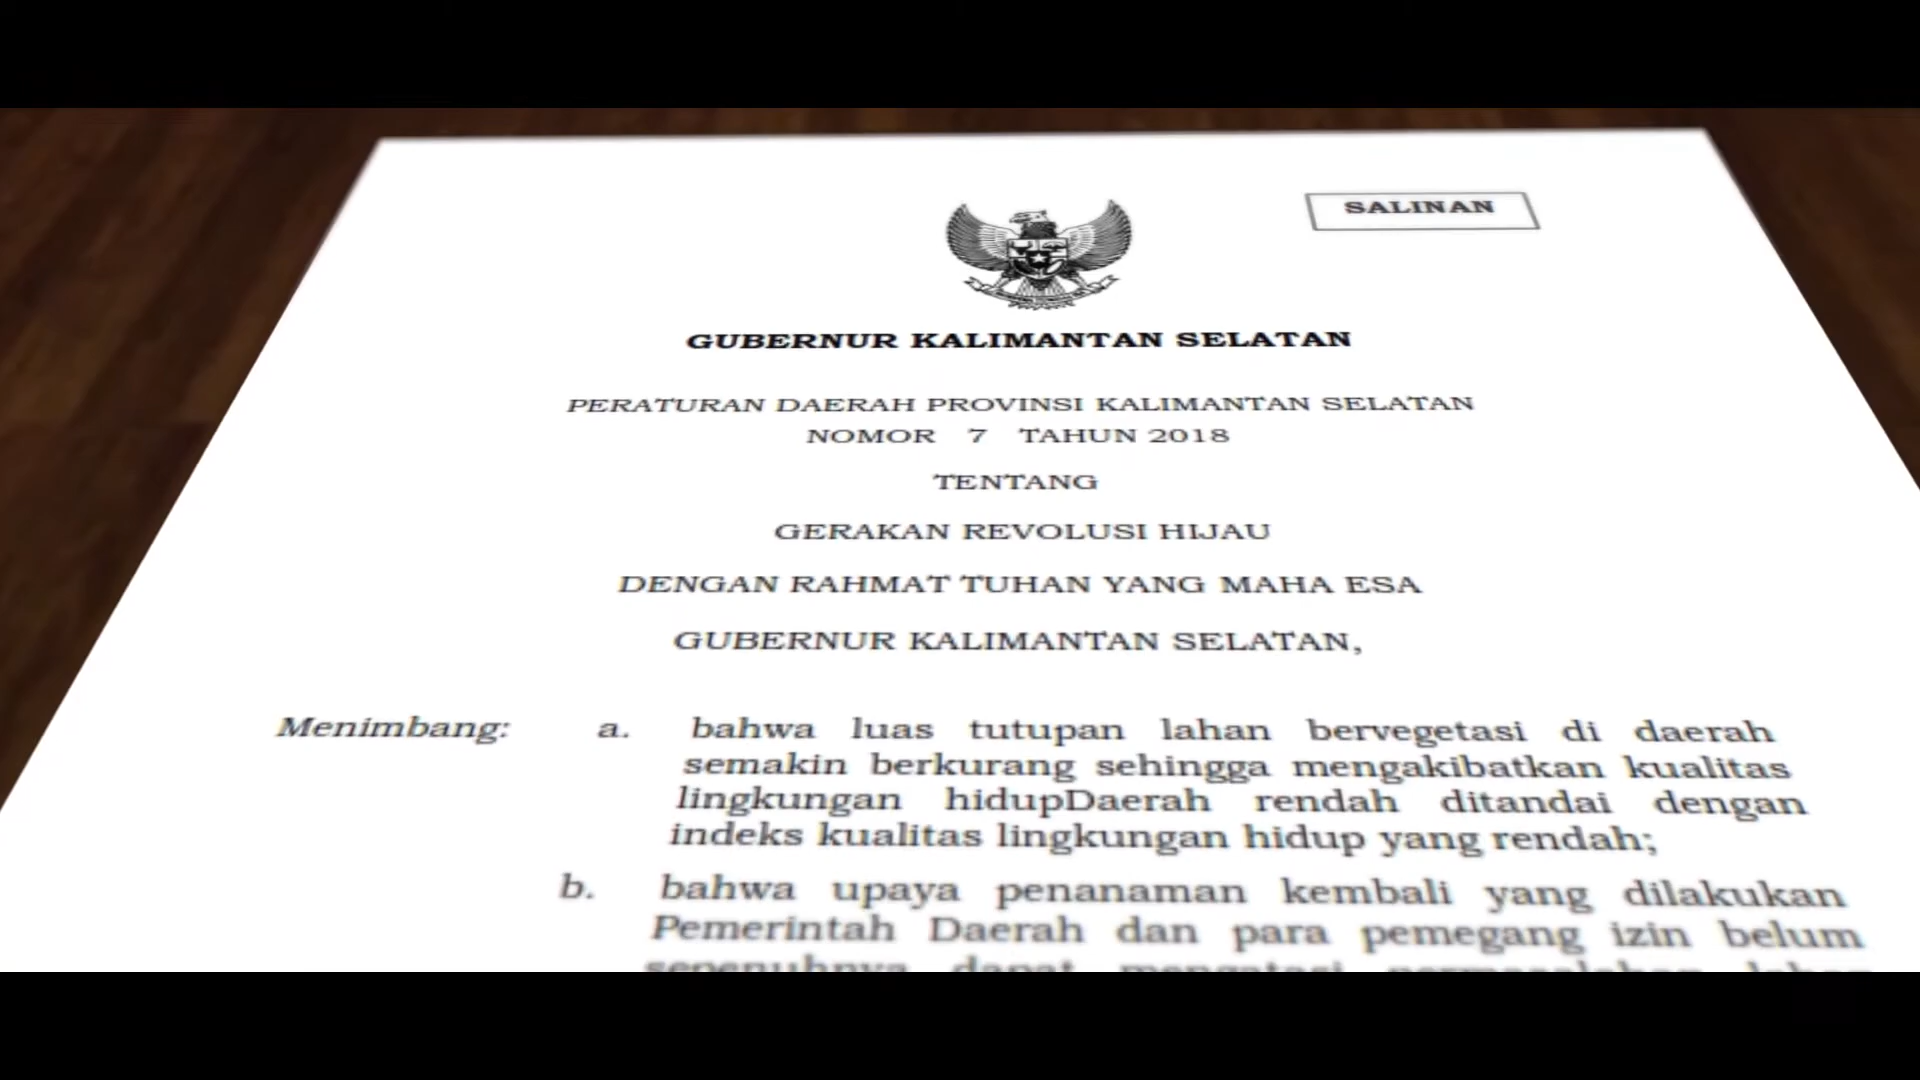 SALINAN
GUBERNUR KALIMANTAN SELATAN
PERATURAN DAERAH PROVINSI KALIMANTAN SELATAN
NOMOR 7 TAHUN 2018
TENTANG
GERAKAN REVOLUSI HIJAU
DENGAN RAHMAT TUHAN YANG MAHA ESA
GUBERNUR KALIMANTAN SELATAN,
Menimbang: a. bahwa luas tutupan lahan bervegetasi di daerah
semakin berkurang sehingga mengakibatkan kualitas
lingkungan hidupDaerah rendah ditandai dengan
indeks kualitas lingkungan hidup yang rendah;
b. bahwa upaya penanaman kembali yang dilakukan
Pemerintah Daerah dan para pemegang izin belum
sepenuhnya dapat mengatasi